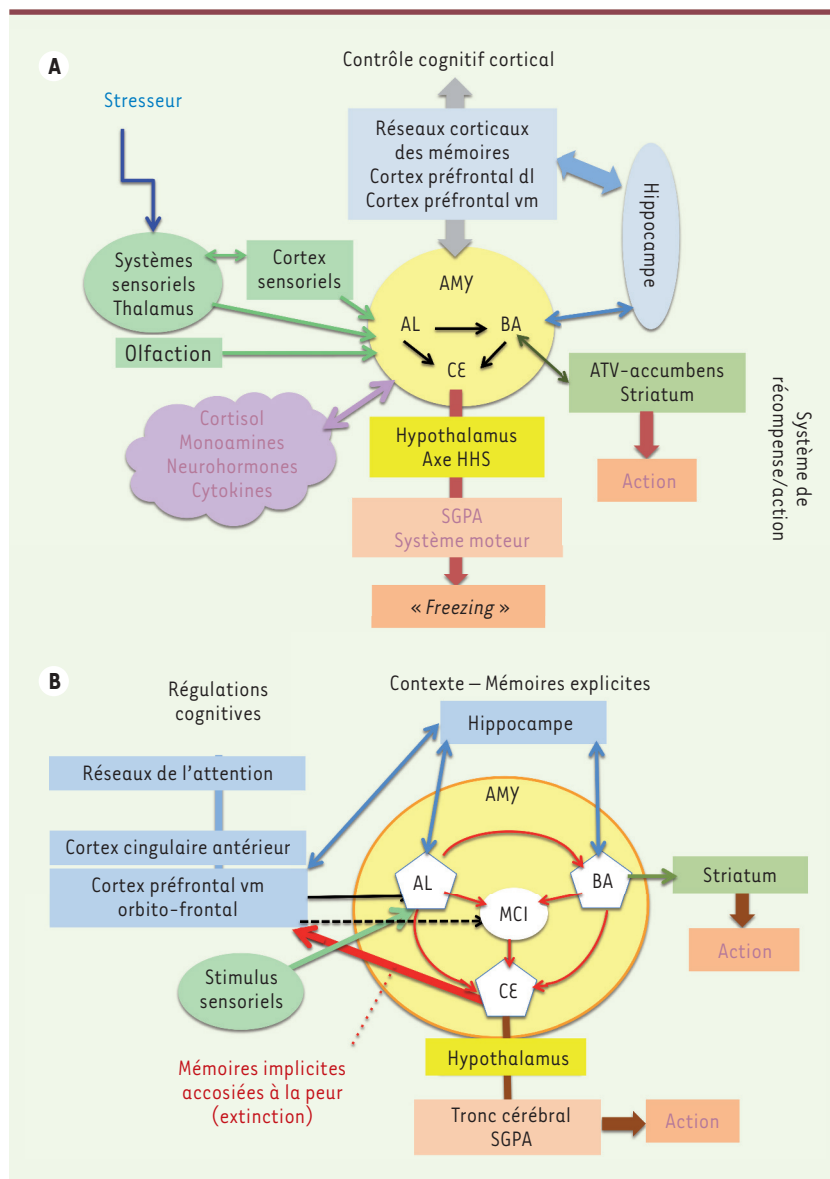 A
Contrôle cognitif cortical
Stresseur
Réseaux corticaux
des mémoires
Cortex préfrontal dl
Cortex préfrontal vm
Hippocampe
Systèmes
sensoriels
Thalamus
Cortex
sensoriels
AMY
AL
BA
CE
Olfaction
ATV-accumbens
Striatum
Système de
récompense/action
Cortisol
Monoamines
Neurohormones
Cytokines
Hypothalamus
Axe HHS
Action
SGPA
Système moteur
« Freezing »
B
Régulations
cognitives
Contexte – Mémoires explicites
Hippocampe
Réseaux de l'attention
AMY
Cortex cingulaire antérieur
Cortex préfrontal vm
orbito-frontal
AL
BA
MCI
CE
Striatum
Action
Stimulus
sensoriels
Mémoires implicites
accosiées à la peur
(extinction)
Hypothalamus
Tronc cérébral
SGPA
Action